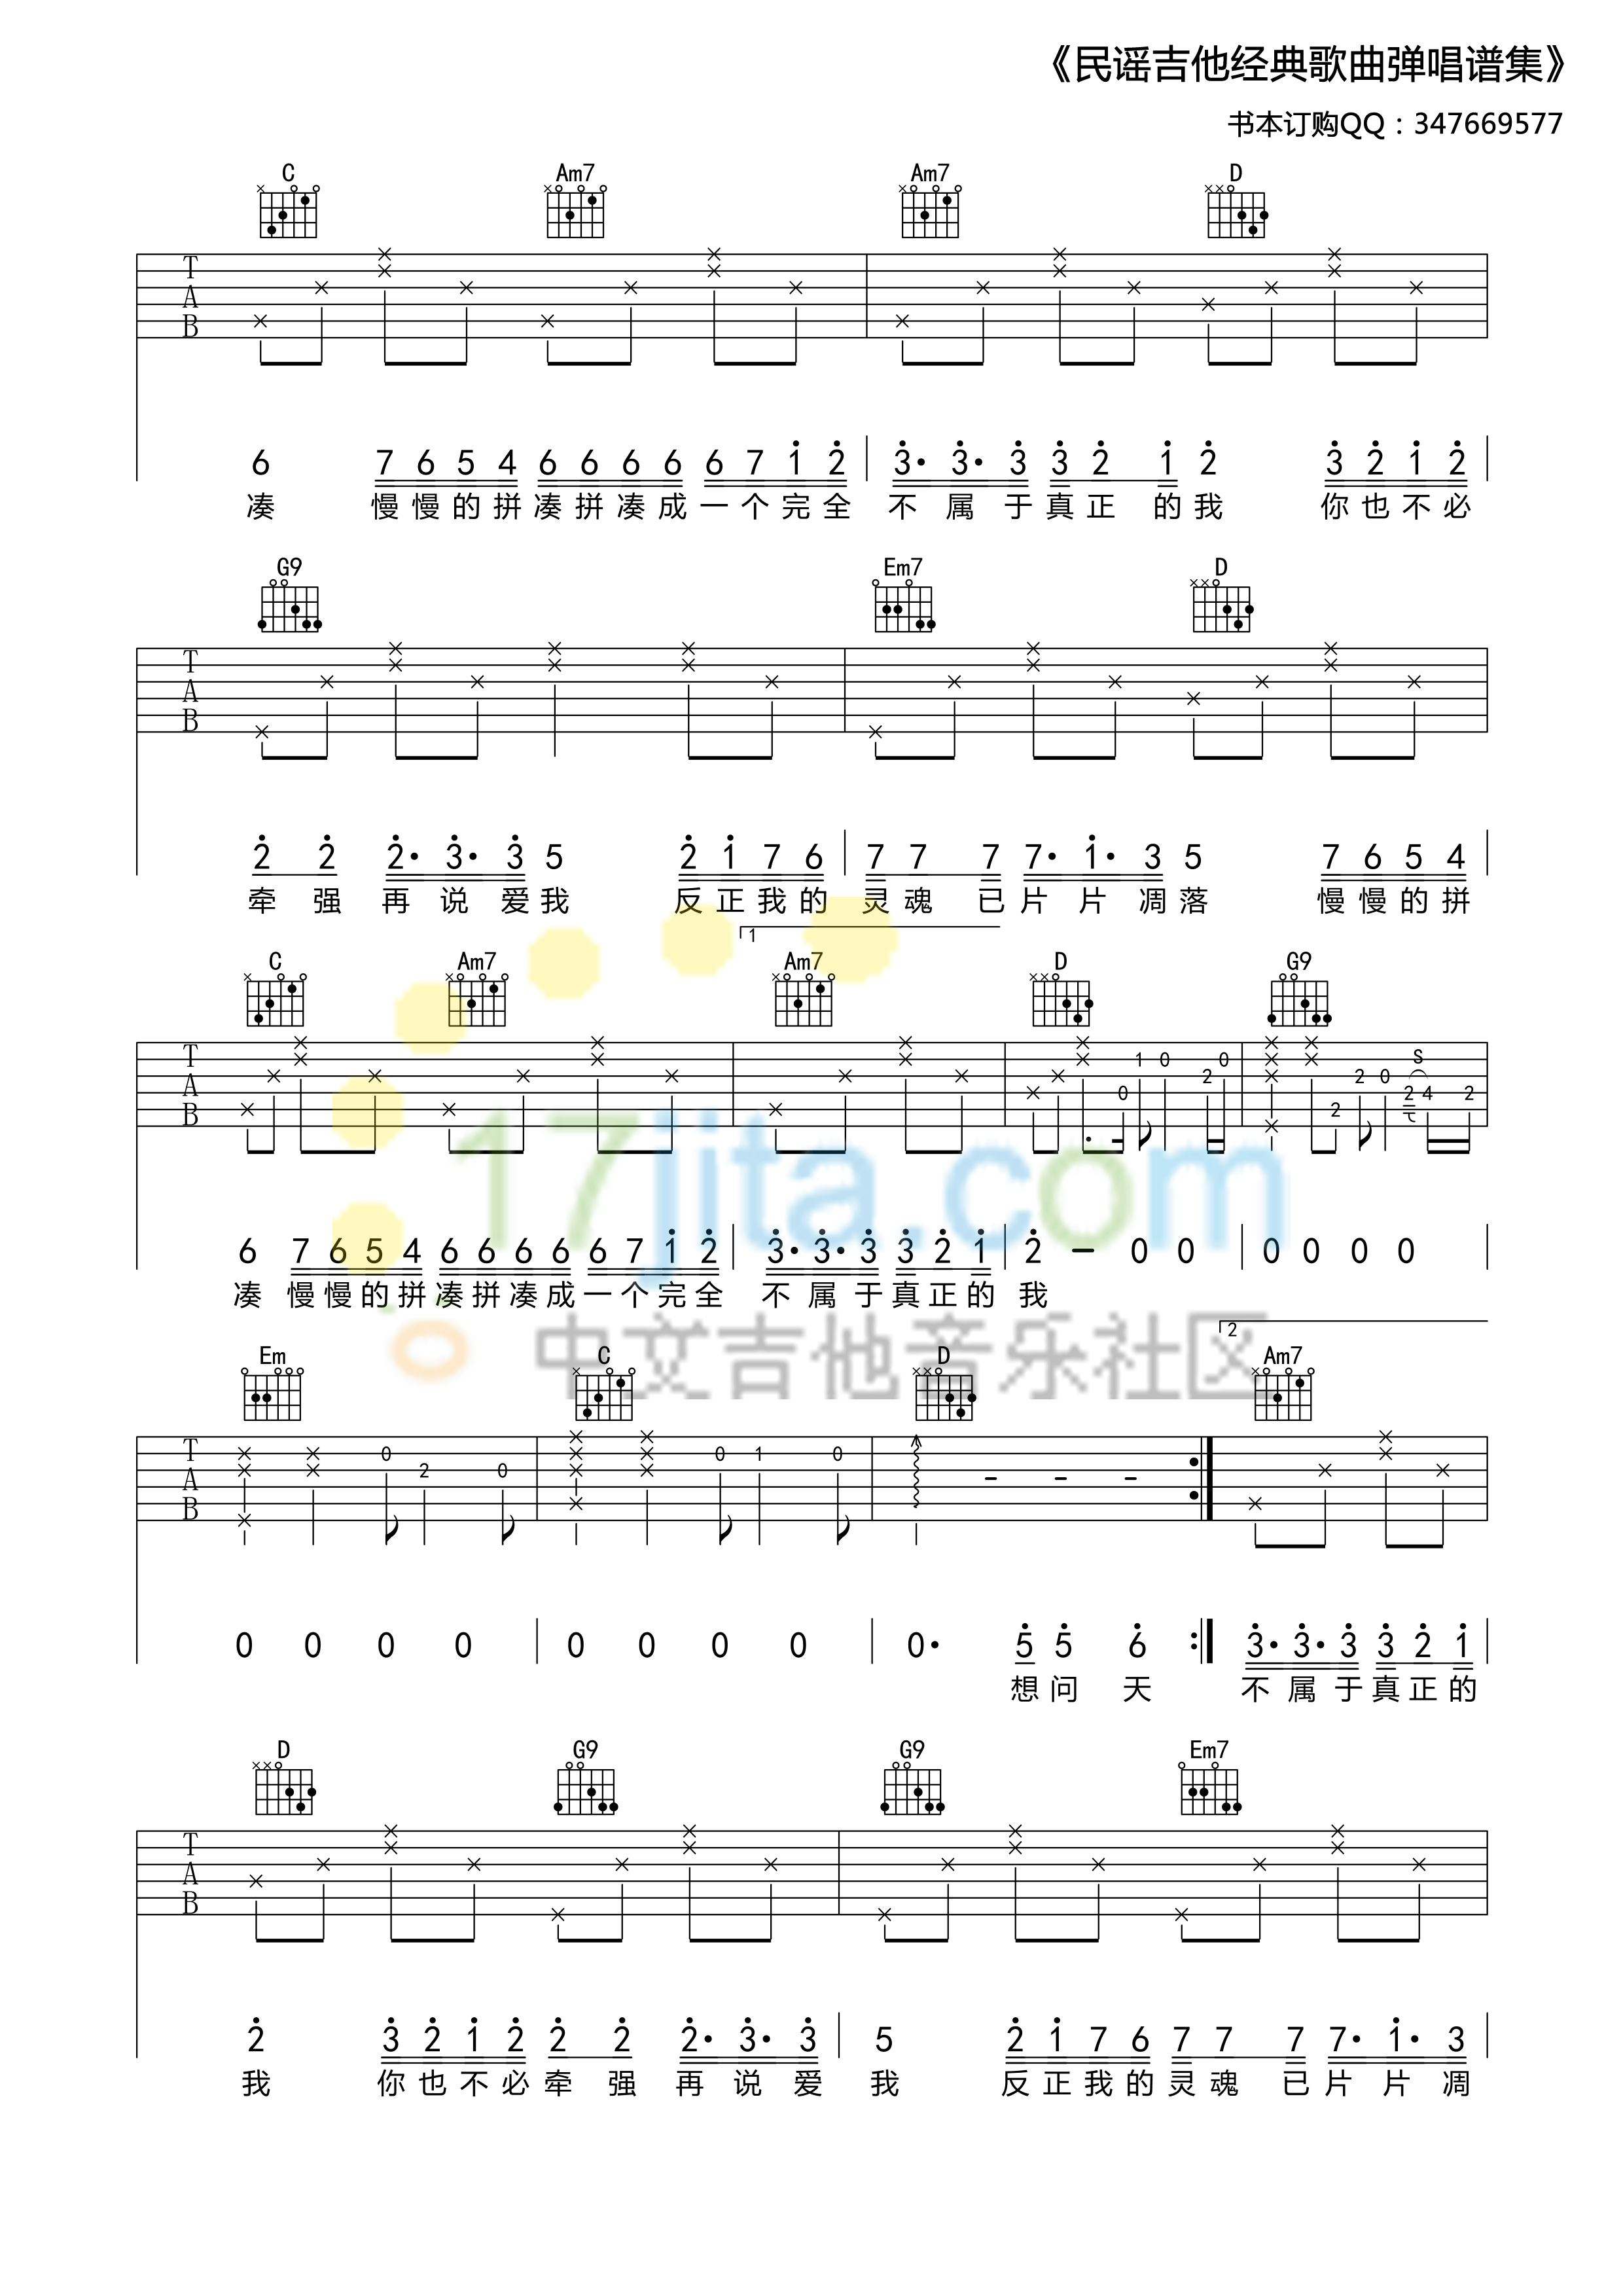 《民谣吉他经典歌曲弹唱谱集》
书本订购QQ：347669577
C Am7 Am7 D
T
A
B
6 7 6 5 4 6 6 6 6 6 7 1 2 3· 3· 3 3 2 1 2 3 2 1 2
凑 慢慢的拼凑拼凑成一个完全 不属于真正的我 你也不必
G9 Em7 D
T
A
B
2 2 2· 3· 3 5 2 1 7 6 7 7 7 7· 1· 3 5 7 6 5 4
牵强再说爱我 反正我的灵魂已片片凋落 慢慢的拼
1
C Am7 Am7 D G9
T
A
B
0 1 0 2 0 2 2 0 2 S 4 2
6 7 6 5 4 6 6 6 6 6 7 1 2 3· 3· 3 3 2 1 2 – 0 0 0 0 0 0
凑 慢慢的拼凑拼凑成一个完全 不属于真正的 我
17jita.com
中文吉他音乐社区
2
Em C D Am7
T
A
B
0 2 0 0 1 0 - - -
0 0 0 0 0 0 0 0 0· 5 5 6 3· 3· 3 3 2 1
想问天 不属于真正的
D G9 G9 Em7
T
A
B
2 3 2 1 2 2 2 2· 3· 3 5 2 1 7 6 7 7 7 7· 1· 3
我 你也不必牵强再说爱 我 反正我的灵魂已片片凋